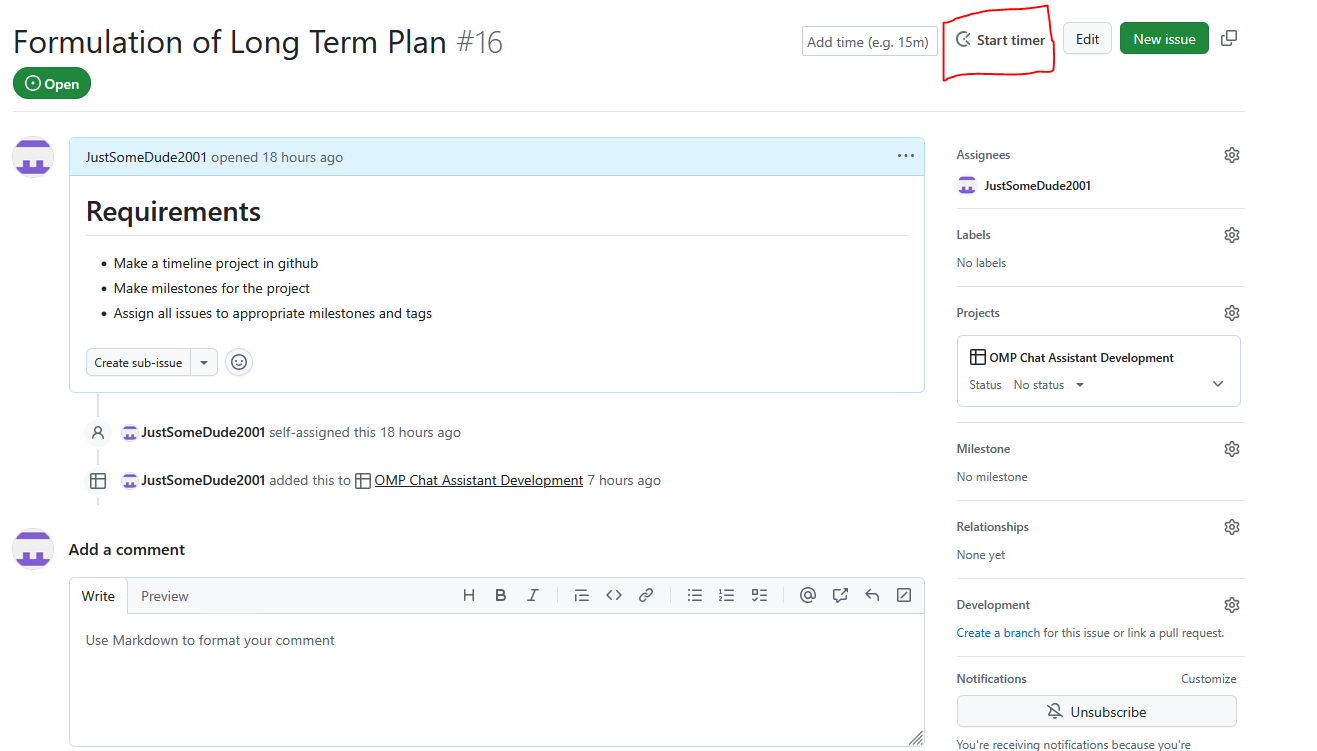 Formulation of Long Term Plan #16
Add time (e.g. 15m)
Start timer
Edit
New issue
Open
JustSomeDude2001 opened 18 hours ago
Requirements
Make a timeline project in github
Make milestones for the project
Assign all issues to appropriate milestones and tags
Create sub-issue
JustSomeDude2001 self-assigned this 18 hours ago
JustSomeDude2001 added this to OMP Chat Assistant Development 7 hours ago
Add a comment
Write
Preview
Use Markdown to format your comment
Assignees
JustSomeDude2001
Labels
No labels
Projects
OMP Chat Assistant Development
Status No status
Milestone
No milestone
Relationships
None yet
Development
Create a branch for this issue or link a pull request.
Notifications
Customize
Unsubscribe
You're receiving notifications because you're